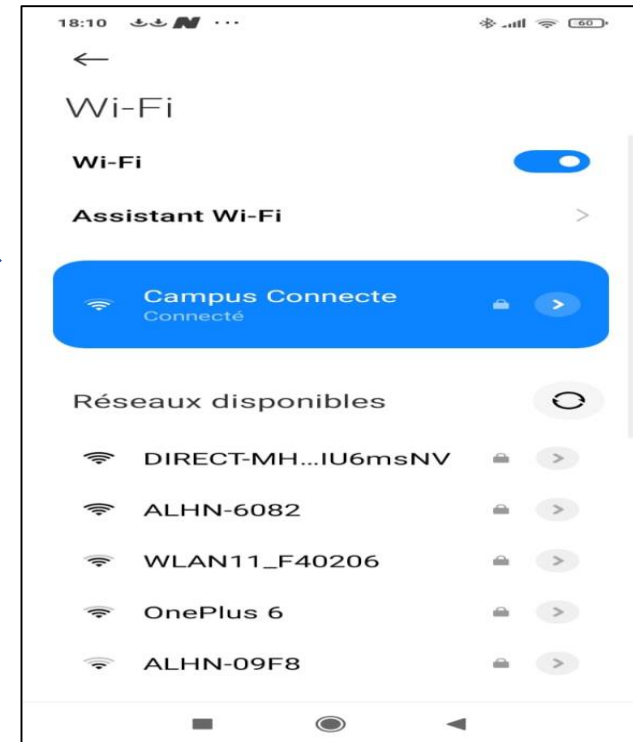 18:10 N ... 60
Wi-Fi
Wi-Fi
Assistant Wi-Fi
Campus Connecte
Connecté
Réseaux disponibles
DIRECT-MH...IU6msNV
ALHN-6082
WLAN11_F40206
OnePlus 6
ALHN-09F8